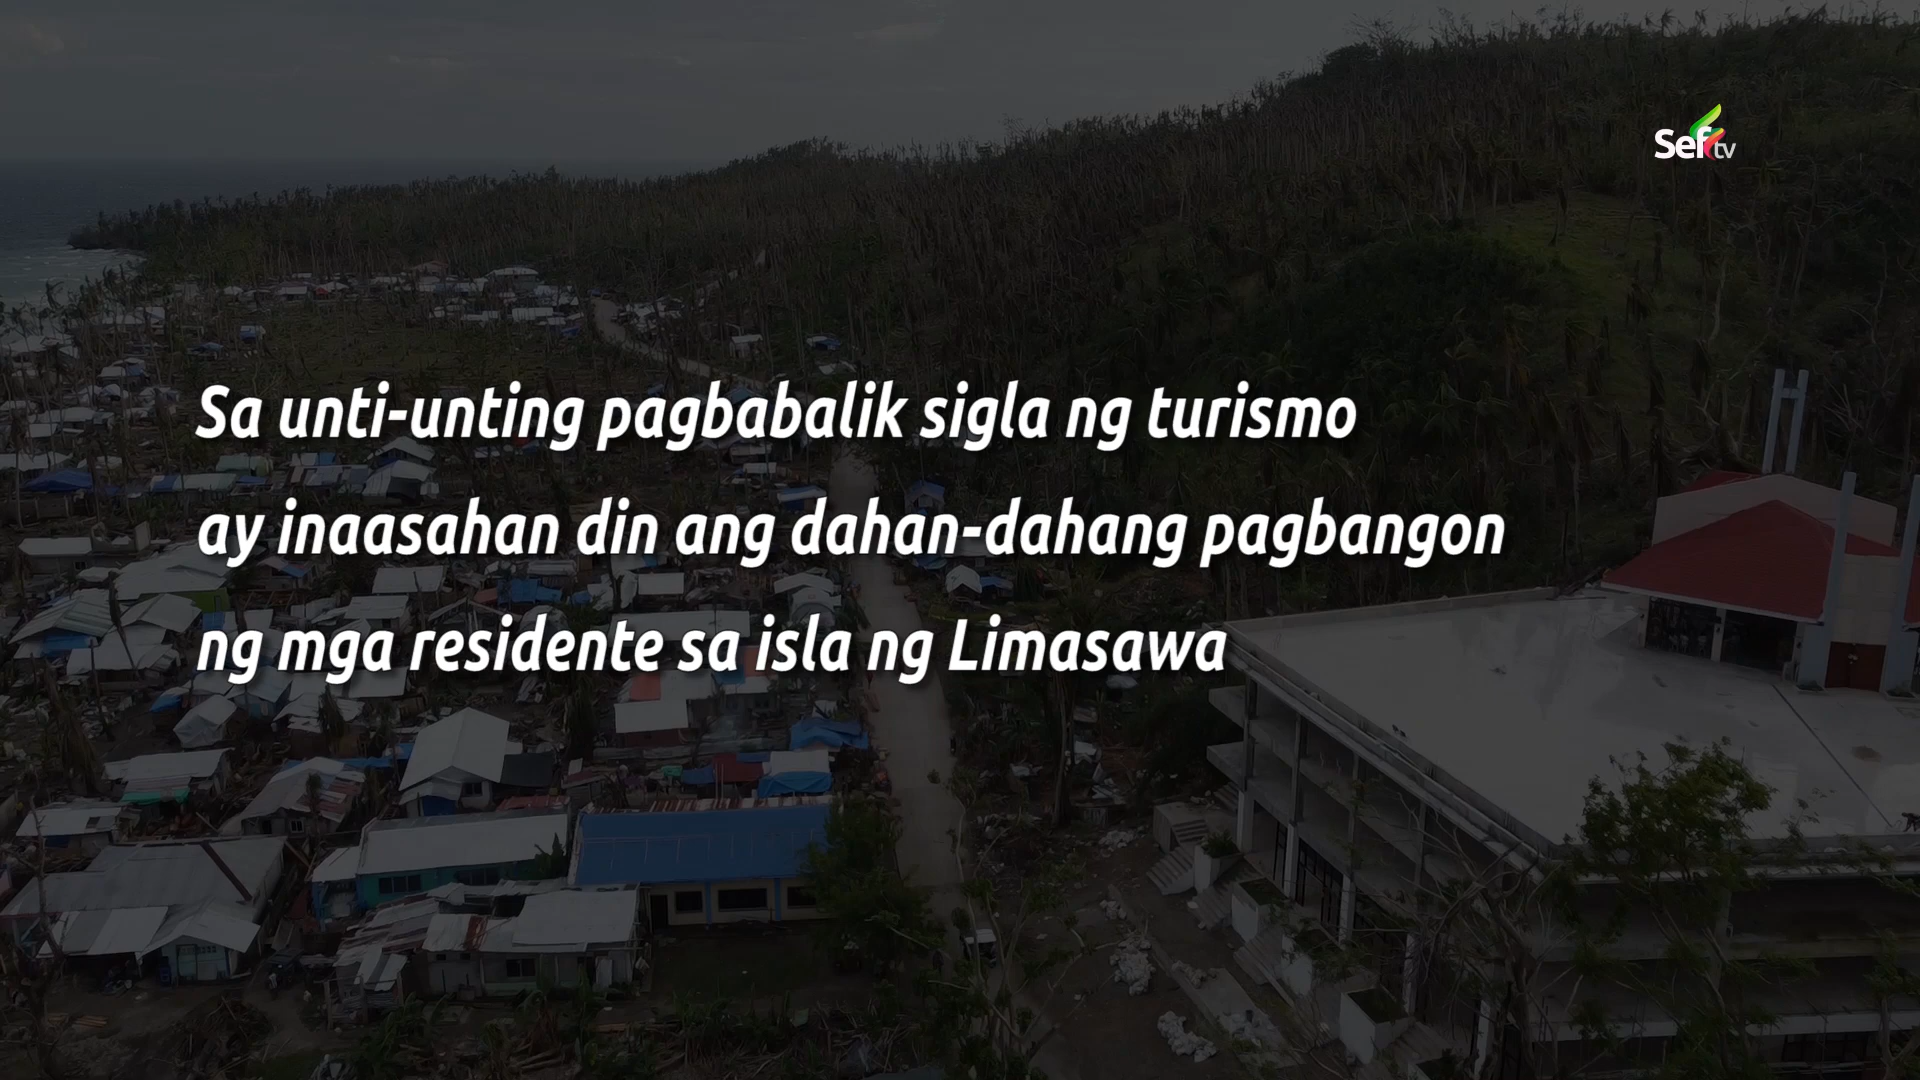 Sef tv
Sa unti-unting pagbabalik sigla ng turismo
ay inaasahan din ang dahan-dahang pagbangon
ng mga residente sa isla ng Limasawa